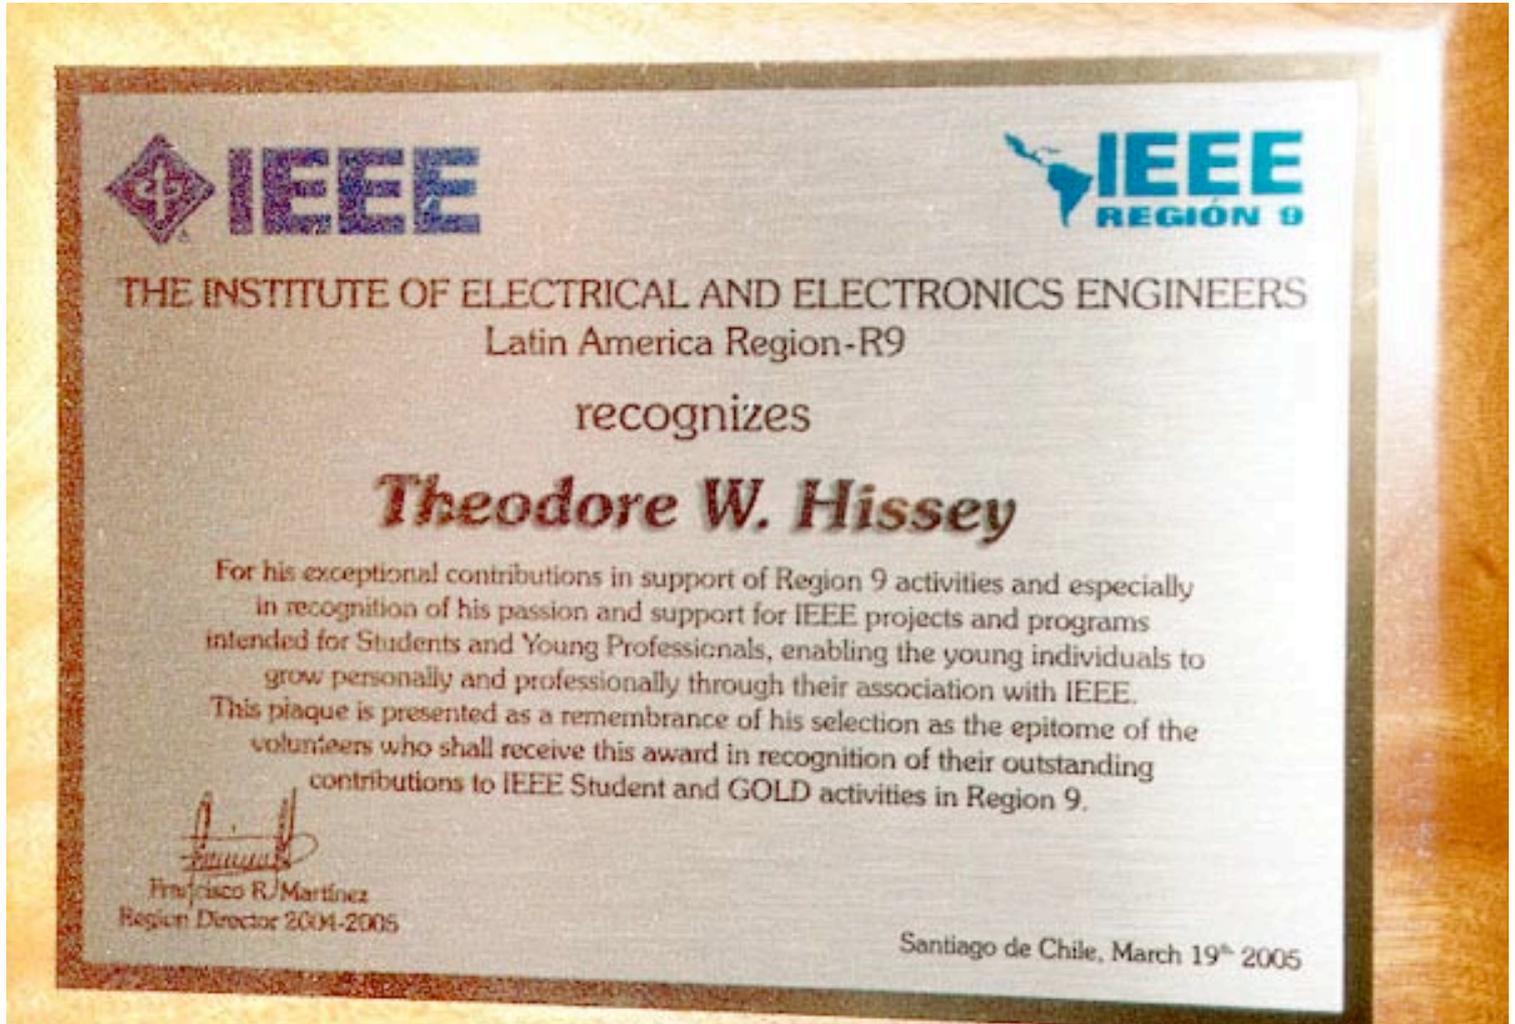 IEEE
IEEE
REGIÓN 9
THE INSTITUTE OF ELECTRICAL AND ELECTRONICS ENGINEERS
Latin America Region-R9
recognizes
Theodore W. Hissey
For his exceptional contributions in support of Region 9 activities and especially
in recognition of his passion and support for IEEE projects and programs
intended for Students and Young Professionals, enabling the young individuals to
grow personally and professionally through their association with IEEE.
This plaque is presented as a remembrance of his selection as the epitome of the
volunteers who shall receive this award in recognition of their outstanding
contributions to IEEE Student and GOLD activities in Region 9.
Francisco R. Martínez
Region Director 2004-2005
Santiago de Chile, March 19th 2005